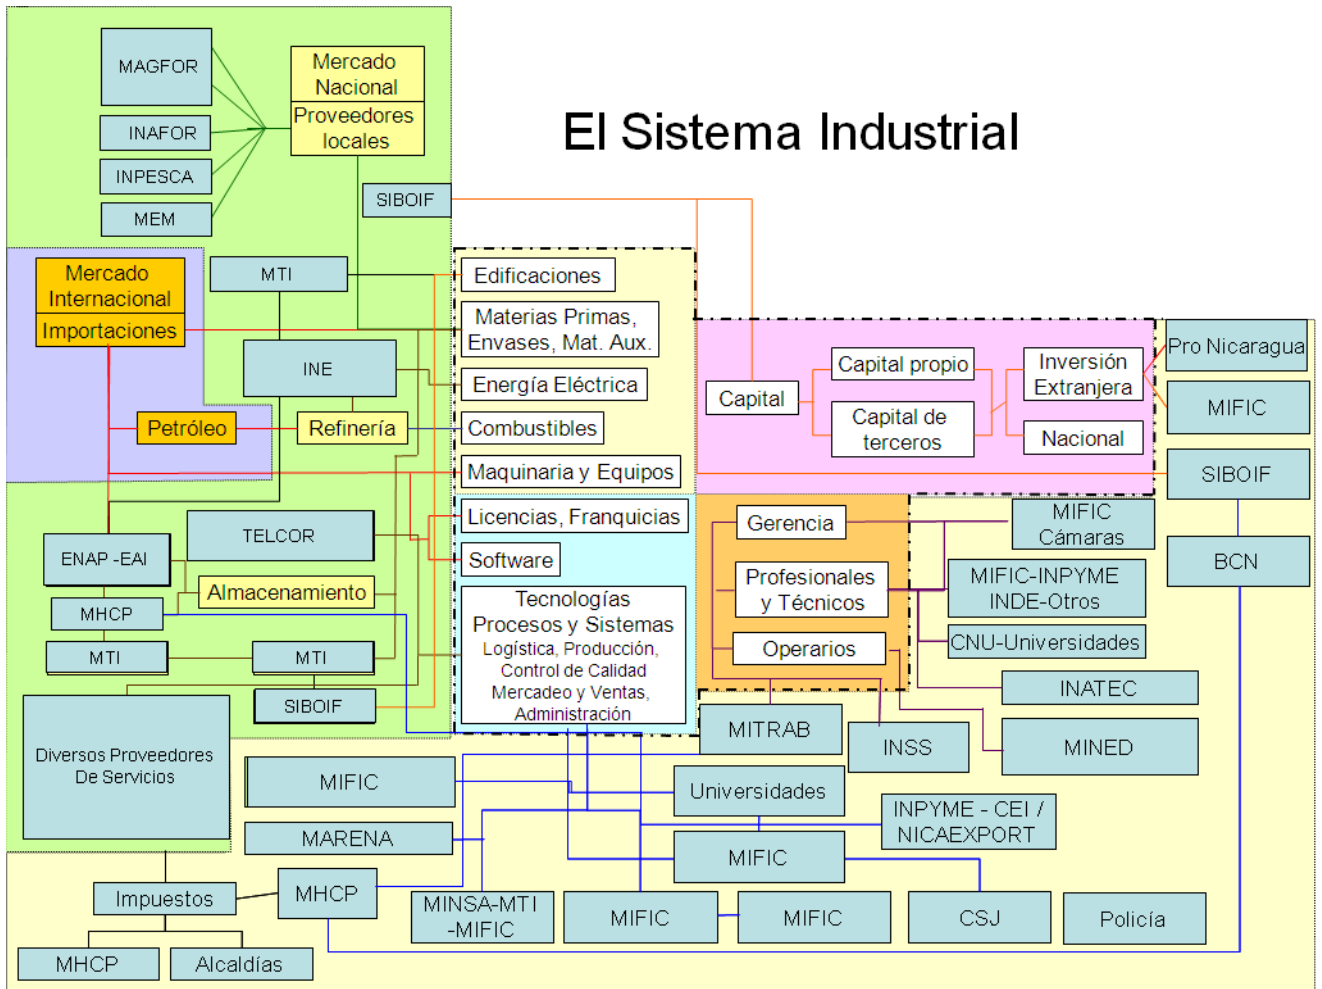 El Sistema Industrial
MAGFOR
INAFOR
INPESCA
MEM
Mercado
Nacional
Proveedores
locales
SIBOIF
Mercado
Internacional
Importaciones
MTI
INE
Petróleo
Refinería
TELCOR
ENAP -EAI
Almacenamiento
MHCP
MTI
MTI
SIBOIF
Diversos Proveedores
De Servicios
Edificaciones
Materias Primas,
Envases, Mat. Aux.
Energía Eléctrica
Combustibles
Maquinaria y Equipos
Licencias, Franquicias
Software
Tecnologías
Procesos y Sistemas
Logística, Producción,
Control de Calidad
Mercadeo y Ventas,
Administración
Capital
Capital propio
Capital de
terceros
Inversión
Extranjera
Nacional
Pro Nicaragua
MIFIC
SIBOIF
BCN
Gerencia
Profesionales
y Técnicos
Operarios
MIFIC
Cámaras
MIFIC-INPYME
INDE-Otros
CNU-Universidades
INATEC
MINED
MITRAB
INSS
MIFIC
MARENA
Universidades
MIFIC
INPYME - CEI /
NICAEXPORT
Impuestos
MHCP
MINSA-MTI
-MIFIC
MIFIC
MIFIC
CSJ
Policía
MHCP
Alcaldías